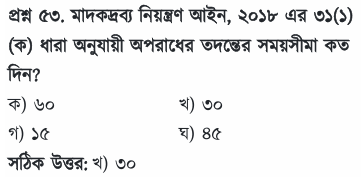 প্রশ্ন ৫৩. মাদকদ্রব্য নিয়ন্ত্রণ আইন, ২০১৮ এর ৩১(১)
(ক) ধারা অনুযায়ী অপরাধের তদন্তের সময়সীমা কত
দিন?
ক) ৬০ খ) ৩০
গ) ১৫ ঘ) ৪৫
সঠিক উত্তর: খ) ৩০